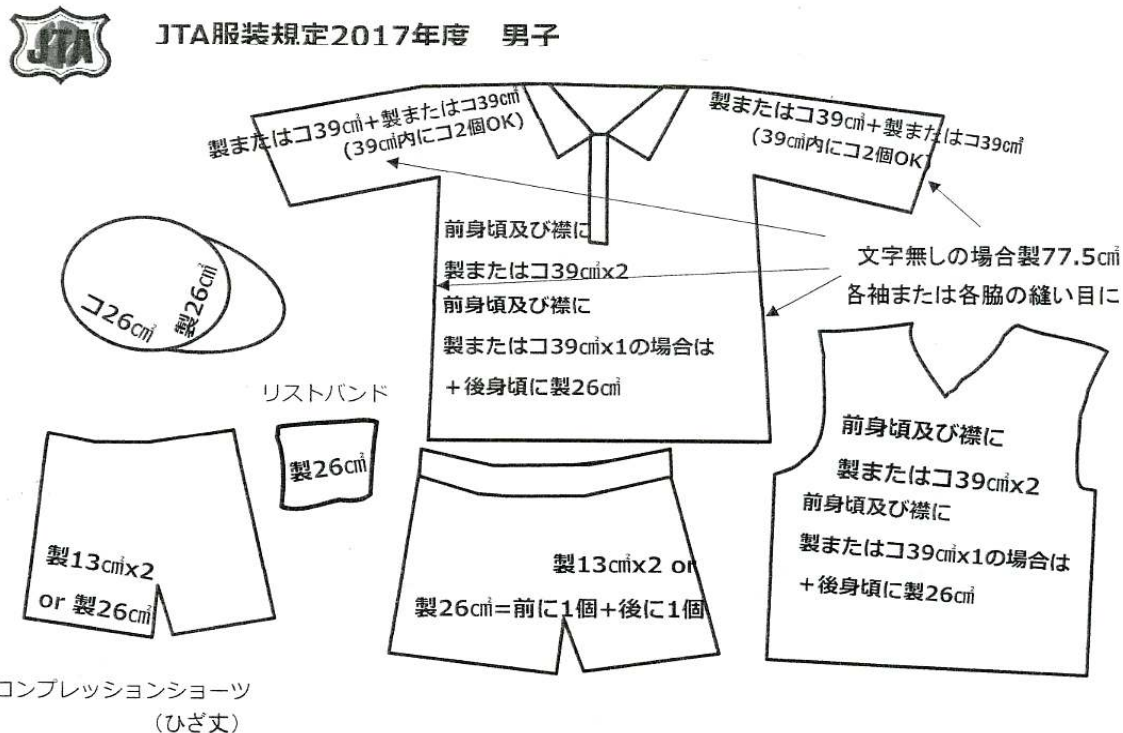 JTA
JTA服装規定2017年度　男子
製またはコ39㎠+製またはコ39㎠
(39㎠内にコ2個OK)
製またはコ39㎠+製またはコ39㎠
(39㎠内にコ2個OK)
前身頃及び襟に
製またはコ39㎠x2
前身頃及び襟に
製またはコ39㎠x1の場合は
+後身頃に製26㎠
文字無しの場合製77.5㎠
各袖または各脇の縫い目に
コ26㎠
製26㎠
リストバンド
製26㎠
前身頃及び襟に
製またはコ39㎠x2
前身頃及び襟に
製またはコ39㎠x1の場合は
+後身頃に製26㎠
製13㎠x2
or 製26㎠
製13㎠x2 or
製26㎠=前に1個+後に1個
コンプレッションショーツ
(ひざ丈)